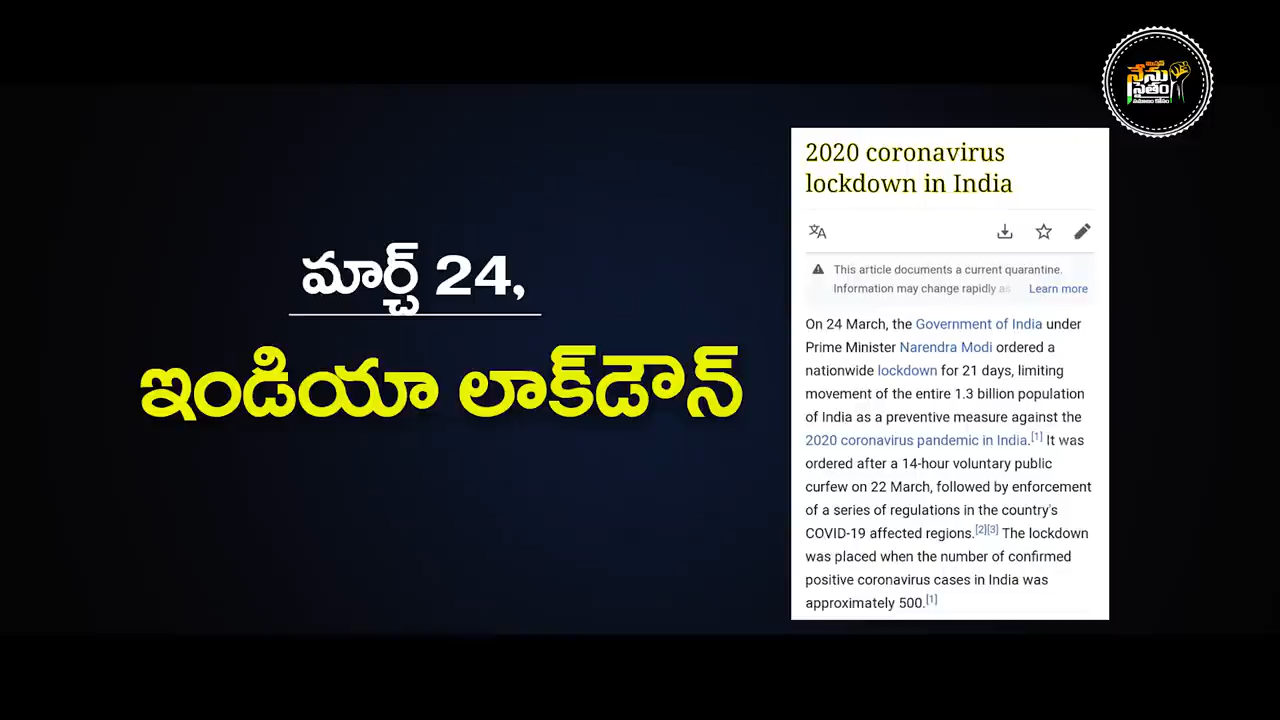 మిషన్
నేను
సైతం
సమాజం కోసం
మార్చ్ 24,
ఇండియా లాక్‌డౌన్
2020 coronavirus
lockdown in India
This article documents a current quarantine.
Information may change rapidly as Learn more
On 24 March, the Government of India under
Prime Minister Narendra Modi ordered a
nationwide lockdown for 21 days, limiting
movement of the entire 1.3 billion population
of India as a preventive measure against the
2020 coronavirus pandemic in India.[1] It was
ordered after a 14-hour voluntary public
curfew on 22 March, followed by enforcement
of a series of regulations in the country's
COVID-19 affected regions.[2][3] The lockdown
was placed when the number of confirmed
positive coronavirus cases in India was
approximately 500.[1]